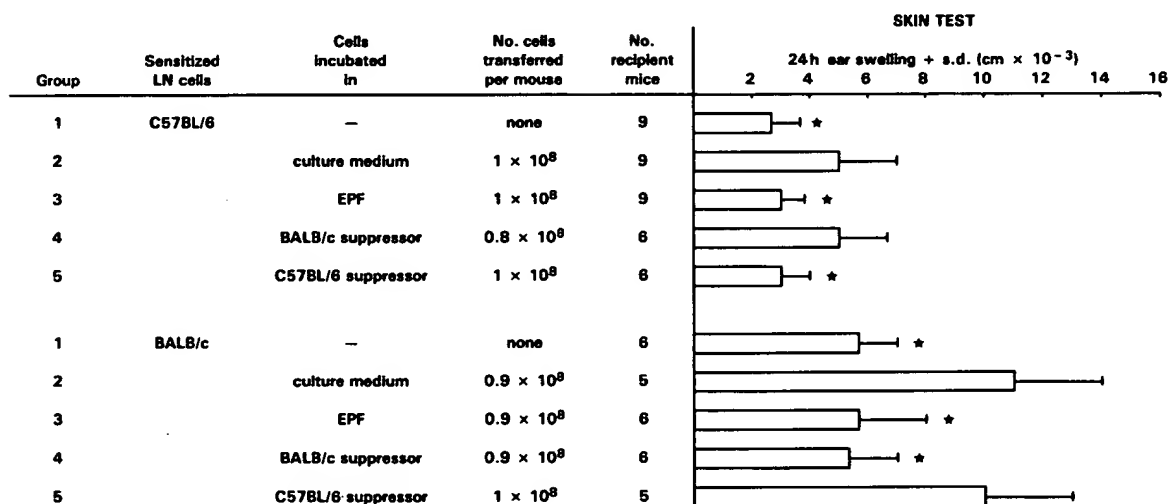 SKIN TEST
Group Sensitized LN cells Cells incubated in No. cells transferred per mouse No. recipient mice 24h ear swelling + s.d. (cm × 10⁻³)
2 4 6 8 10 12 14 16
1 C57BL/6 — none 9 ★
2 culture medium 1 × 10⁸ 9
3 EPF 1 × 10⁸ 9 ★
4 BALB/c suppressor 0.8 × 10⁸ 6
5 C57BL/6 suppressor 1 × 10⁸ 6 ★
1 BALB/c — none 6 ★
2 culture medium 0.9 × 10⁸ 5
3 EPF 0.9 × 10⁸ 6 ★
4 BALB/c suppressor 0.9 × 10⁸ 6 ★
5 C57BL/6 suppressor 1 × 10⁸ 5